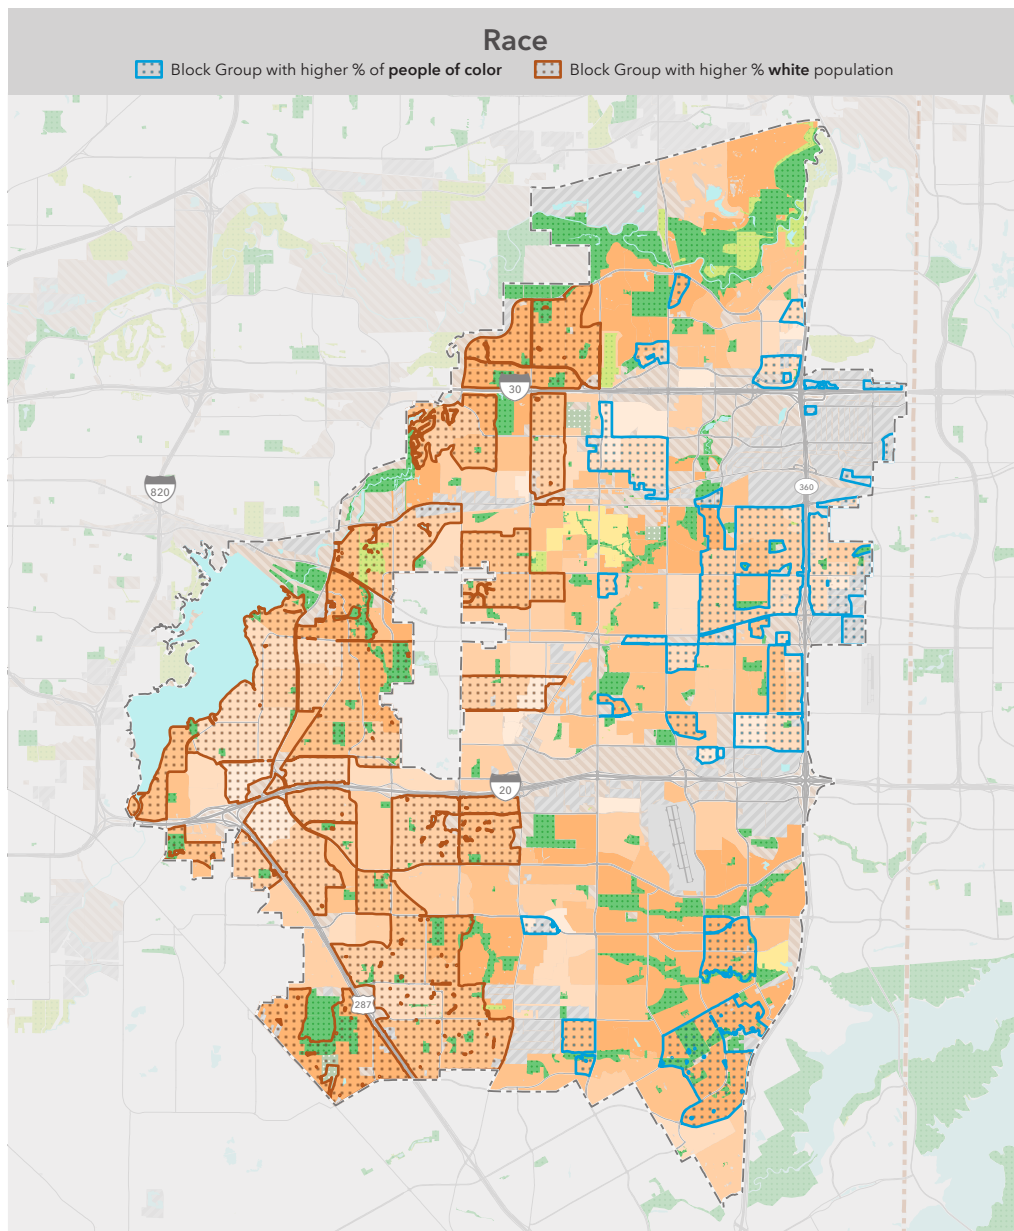 Race
Block Group with higher % of people of color
Block Group with higher % white population
30
820
360
20
287